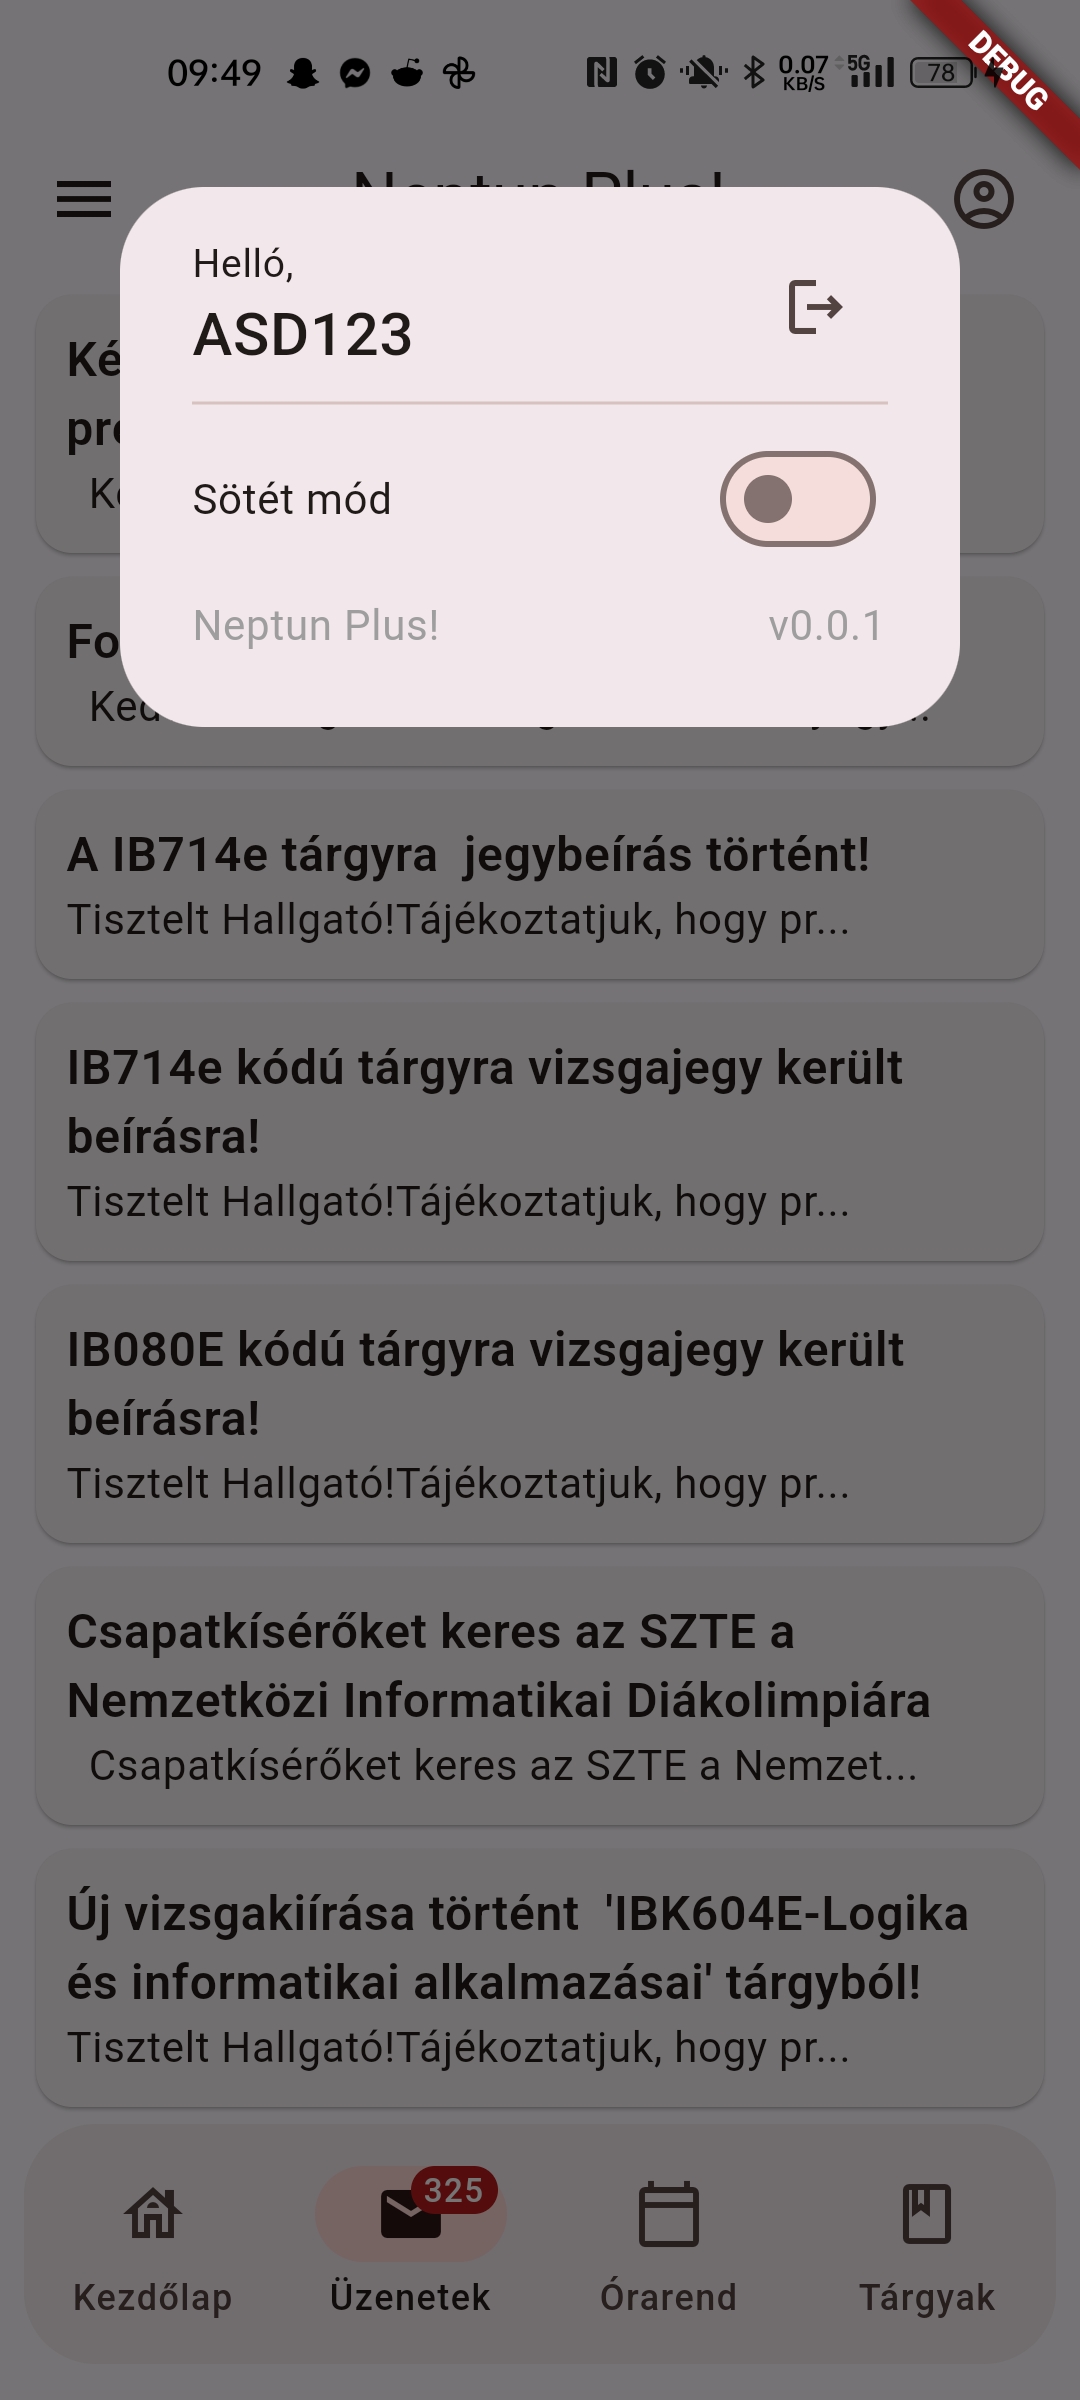 09:49
0.07
KB/S
5G
78
DEBUG
Neptun Plus!
Helló,
ASD123
Sötét mód
Neptun Plus! v0.0.1
A IB714e tárgyra  jegybeírás történt!
Tisztelt Hallgató!Tájékoztatjuk, hogy pr...
IB714e kódú tárgyra vizsgajegy került
beírásra!
Tisztelt Hallgató!Tájékoztatjuk, hogy pr...
IB080E kódú tárgyra vizsgajegy került
beírásra!
Tisztelt Hallgató!Tájékoztatjuk, hogy pr...
Csapatkísérőket keres az SZTE a
Nemzetközi Informatikai Diákolimpiára
Csapatkísérőket keres az SZTE a Nemzet...
Új vizsgakiírása történt  'IBK604E-Logika
és informatikai alkalmazásai' tárgyból!
Tisztelt Hallgató!Tájékoztatjuk, hogy pr...
325
Kezdőlap Üzenetek Órarend Tárgyak